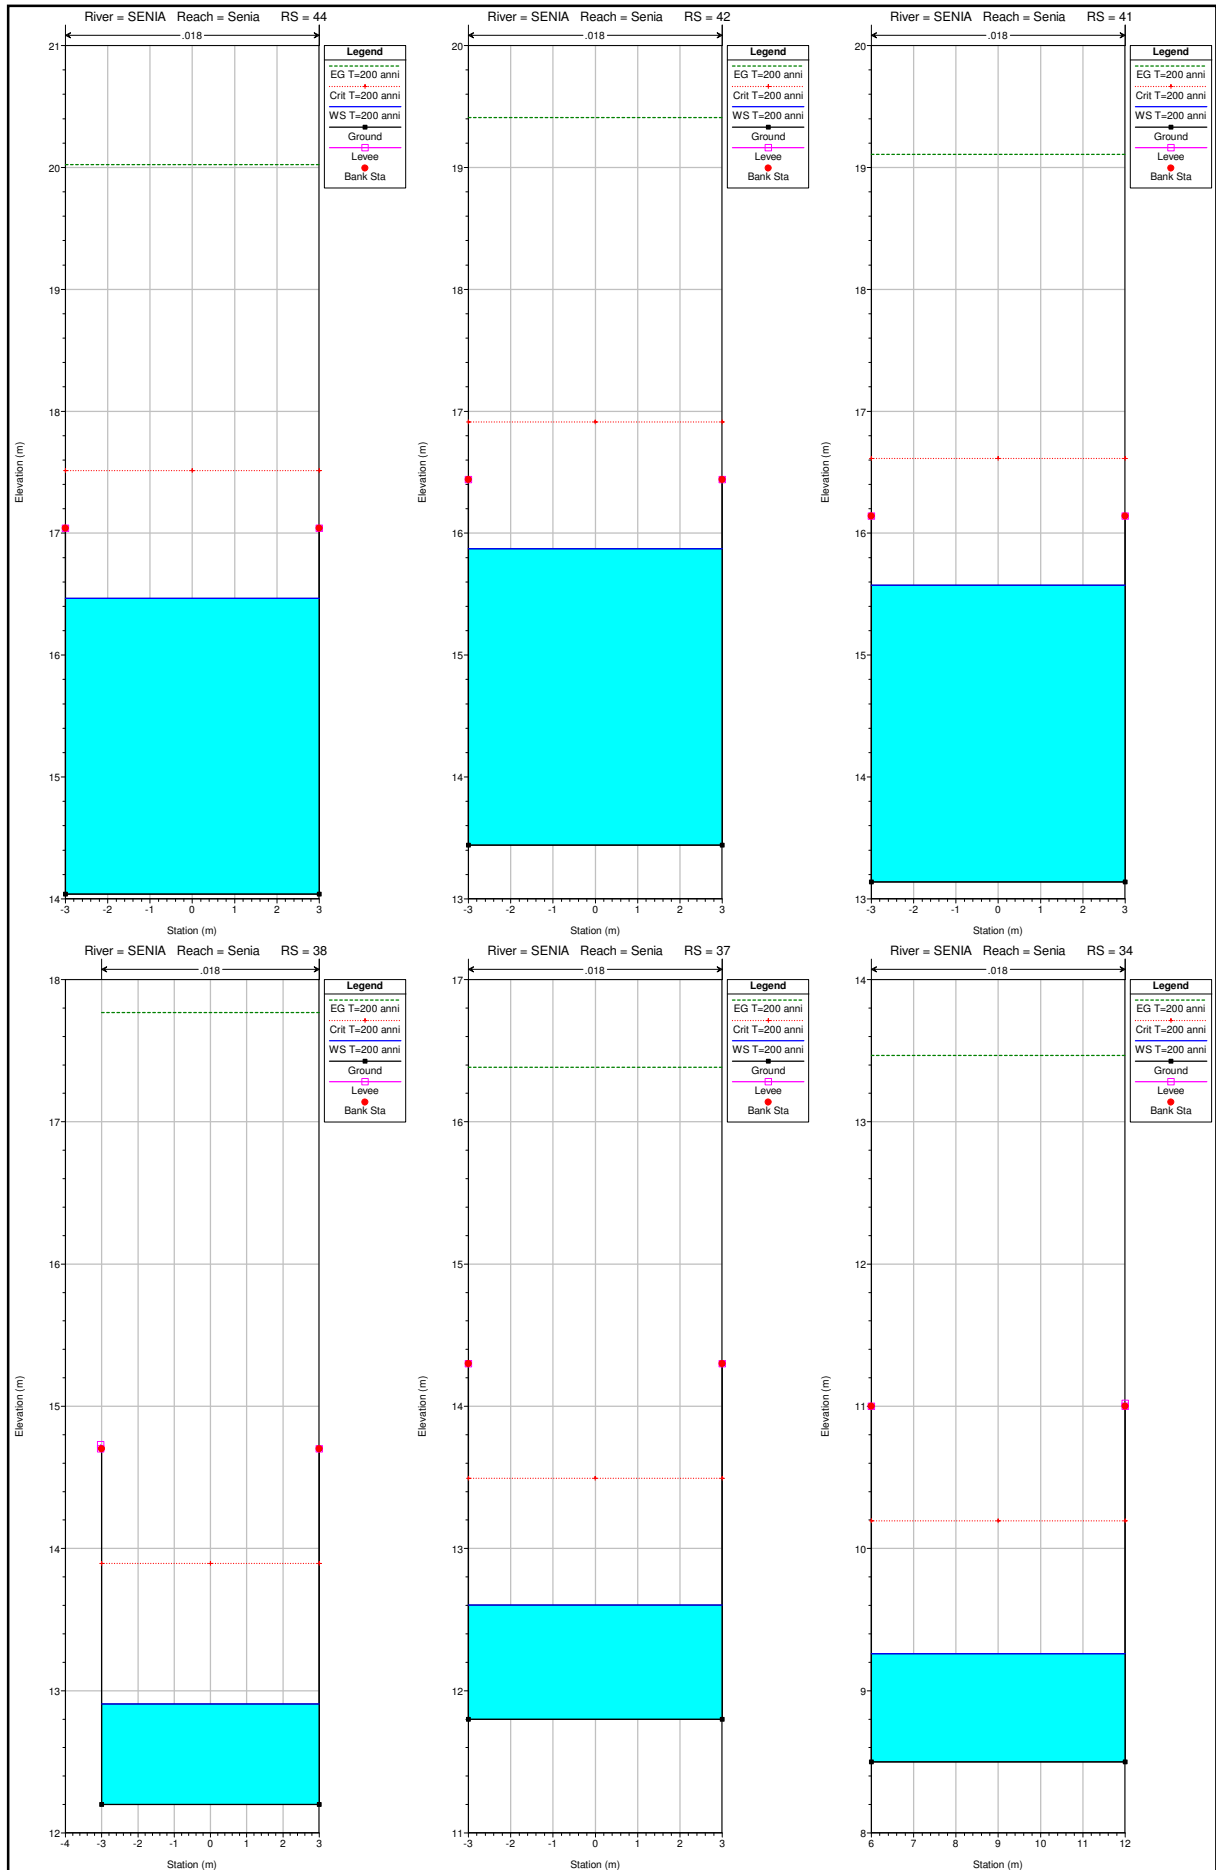 River = SENIA Reach = Senia RS = 44
.018
Legend
EG T=200 anni
Crit T=200 anni
WS T=200 anni
Ground
Levee
Bank Sta
21
20
19
18
17
16
15
14
Elevation (m)
-3 -2 -1 0 1 2 3
Station (m)
River = SENIA Reach = Senia RS = 42
.018
Legend
EG T=200 anni
Crit T=200 anni
WS T=200 anni
Ground
Levee
Bank Sta
20
19
18
17
16
15
14
13
Elevation (m)
-3 -2 -1 0 1 2 3
Station (m)
River = SENIA Reach = Senia RS = 41
.018
Legend
EG T=200 anni
Crit T=200 anni
WS T=200 anni
Ground
Levee
Bank Sta
20
19
18
17
16
15
14
13
Elevation (m)
-3 -2 -1 0 1 2 3
Station (m)
River = SENIA Reach = Senia RS = 38
.018
Legend
EG T=200 anni
Crit T=200 anni
WS T=200 anni
Ground
Levee
Bank Sta
18
17
16
15
14
13
12
Elevation (m)
-4 -3 -2 -1 0 1 2 3
Station (m)
River = SENIA Reach = Senia RS = 37
.018
Legend
EG T=200 anni
Crit T=200 anni
WS T=200 anni
Ground
Levee
Bank Sta
17
16
15
14
13
12
11
Elevation (m)
-3 -2 -1 0 1 2 3
Station (m)
River = SENIA Reach = Senia RS = 34
.018
Legend
EG T=200 anni
Crit T=200 anni
WS T=200 anni
Ground
Levee
Bank Sta
14
13
12
11
10
9
8
Elevation (m)
6 7 8 9 10 11 12
Station (m)